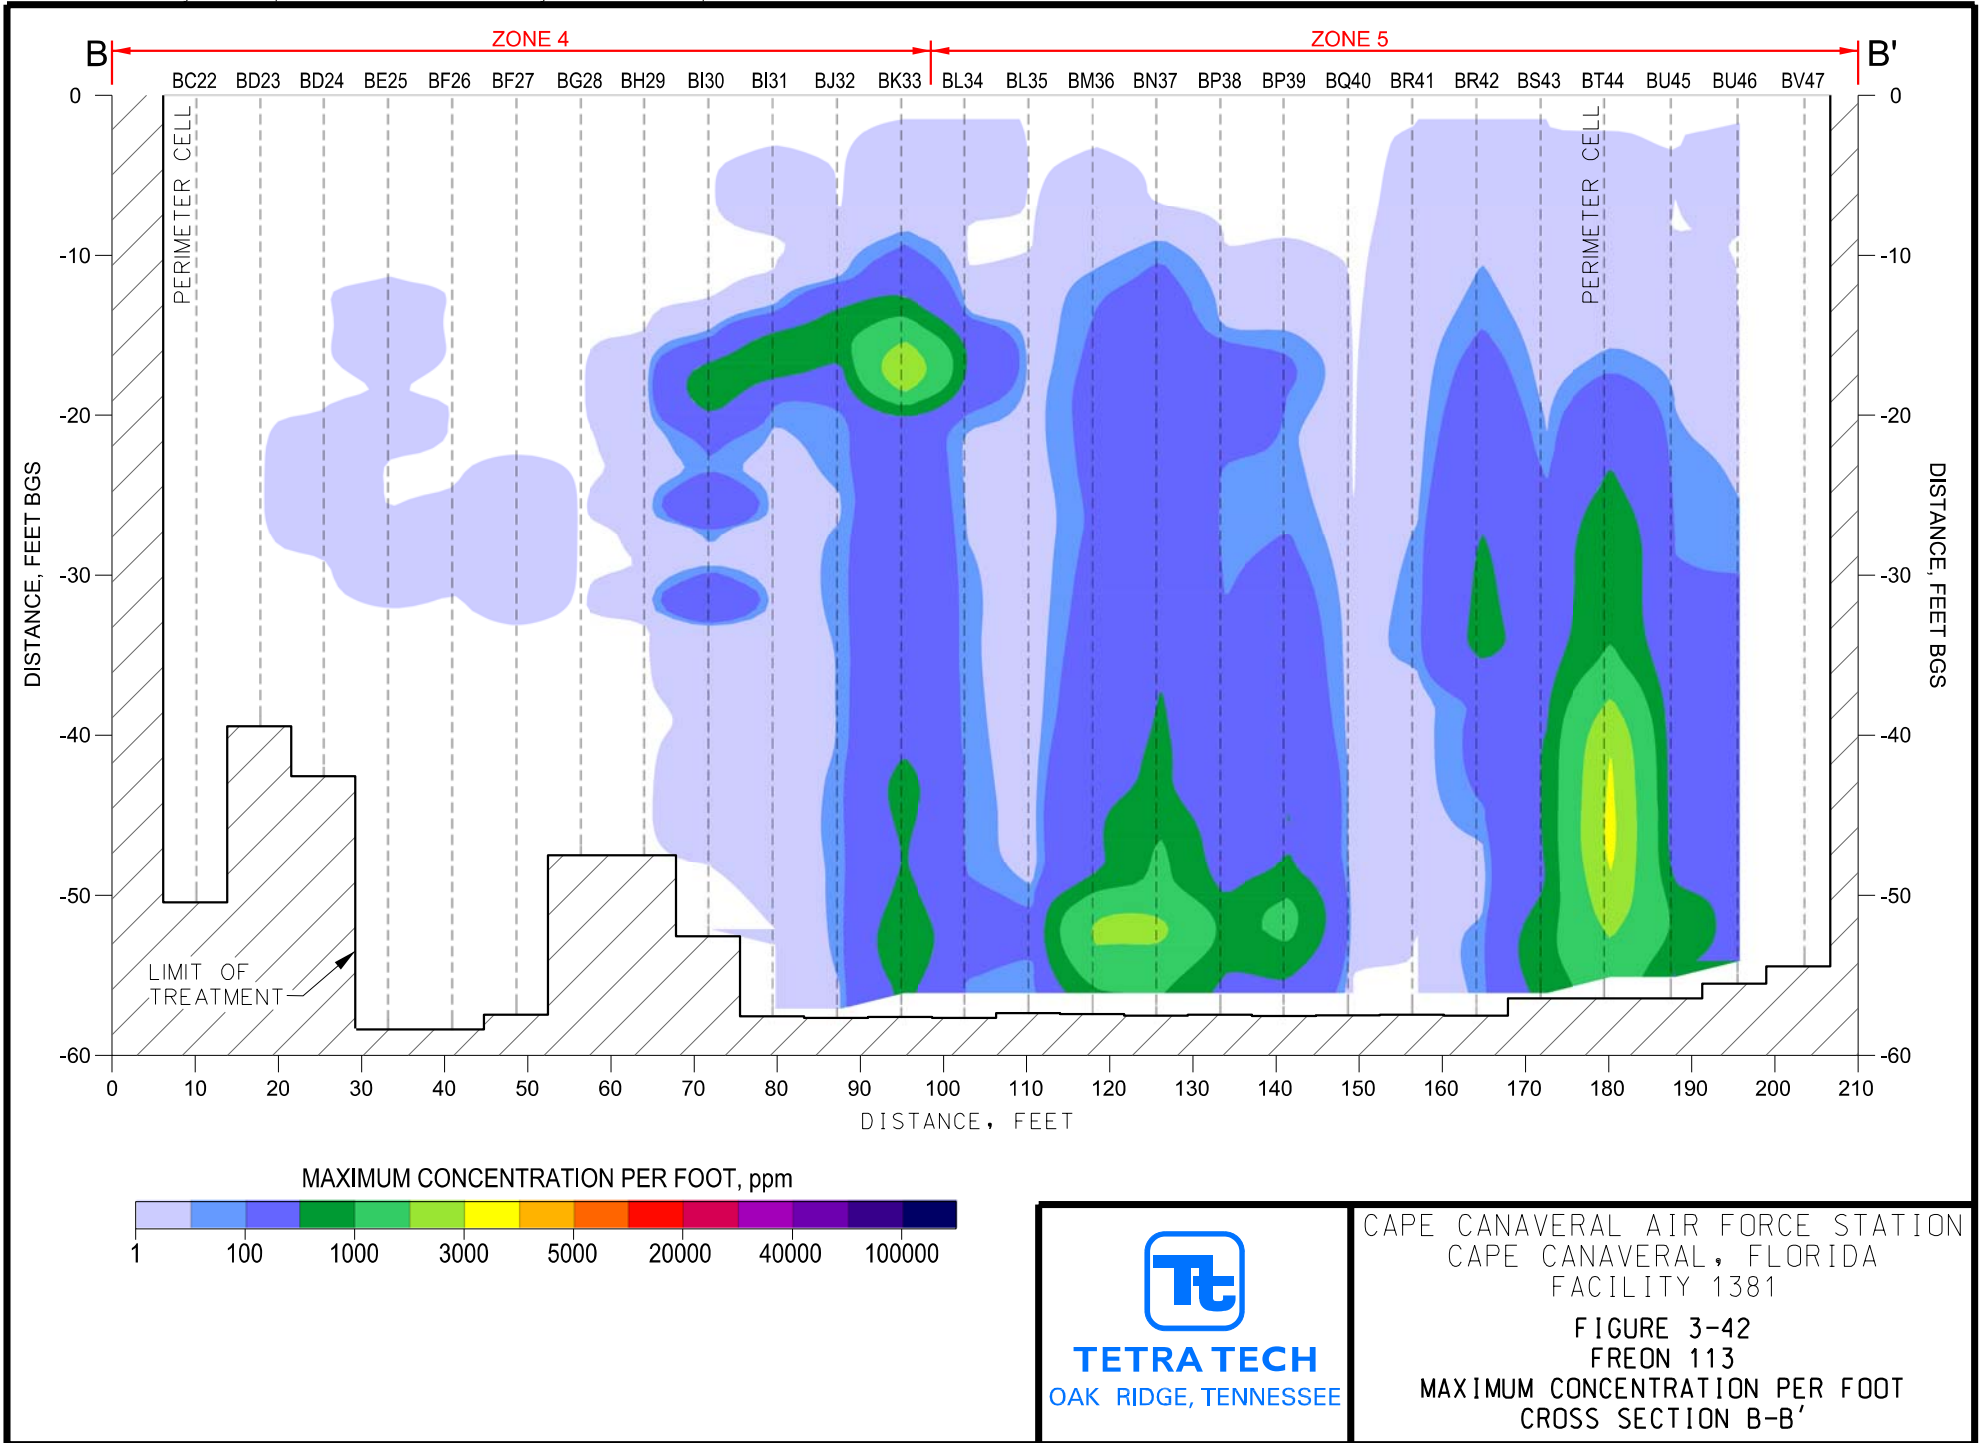 B
ZONE 4
ZONE 5
B'
BC22 BD23 BD24 BE25 BF26 BF27 BG28 BH29 BI30 BI31 BJ32 BK33 BL34 BL35 BM36 BN37 BP38 BP39 BQ40 BR41 BR42 BS43 BT44 BU45 BU46 BV47
0
-10
-20
-30
-40
-50
-60
DISTANCE, FEET BGS
PERIMETER CELL
LIMIT OF
TREATMENT
PERIMETER CELL
0
-10
-20
-30
-40
-50
-60
DISTANCE, FEET BGS
0 10 20 30 40 50 60 70 80 90 100 110 120 130 140 150 160 170 180 190 200 210
DISTANCE, FEET
MAXIMUM CONCENTRATION PER FOOT, ppm
1 100 1000 3000 5000 20000 40000 100000
Tt
TETRA TECH
OAK RIDGE, TENNESSEE
CAPE CANAVERAL AIR FORCE STATION
CAPE CANAVERAL, FLORIDA
FACILITY 1381
FIGURE 3-42
FREON 113
MAXIMUM CONCENTRATION PER FOOT
CROSS SECTION B-B'